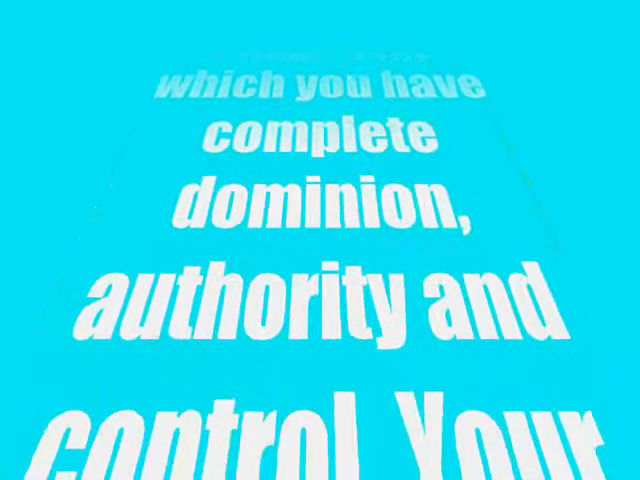 which you have
complete
dominion,
authority and
control. Your